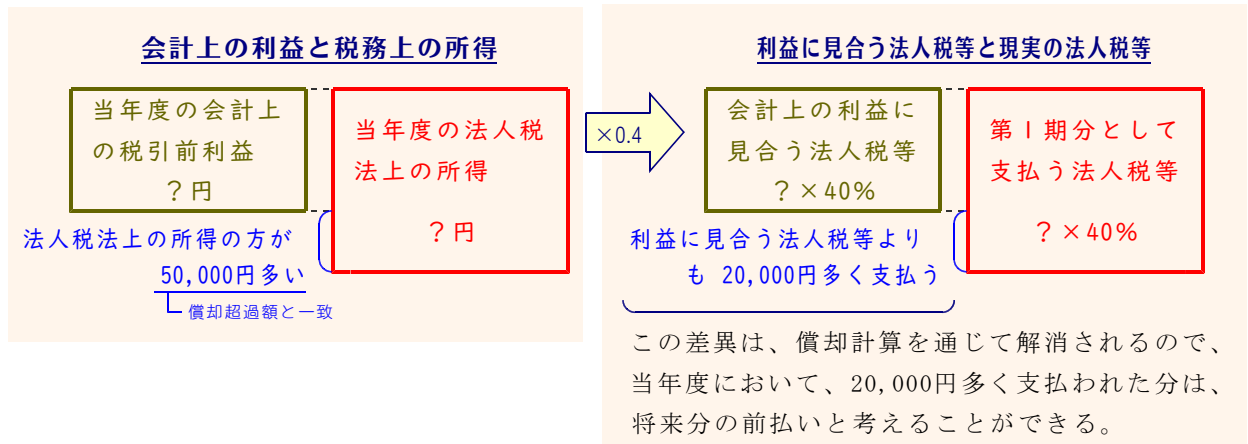 会計上の利益と税務上の所得
当年度の会計上
の税引前利益
?円
当年度の法人税
法上の所得
?円
法人税法上の所得の方が
50,000円多い
償却超過額と一致
×0.4
利益に見合う法人税等と現実の法人税等
会計上の利益に
見合う法人税等
?×40%
第1期分として
支払う法人税等
?×40%
利益に見合う法人税等より
も 20,000円多く支払う
この差異は、償却計算を通じて解消されるので、
当年度において、20,000円多く支払われた分は、
将来分の前払いと考えることができる。